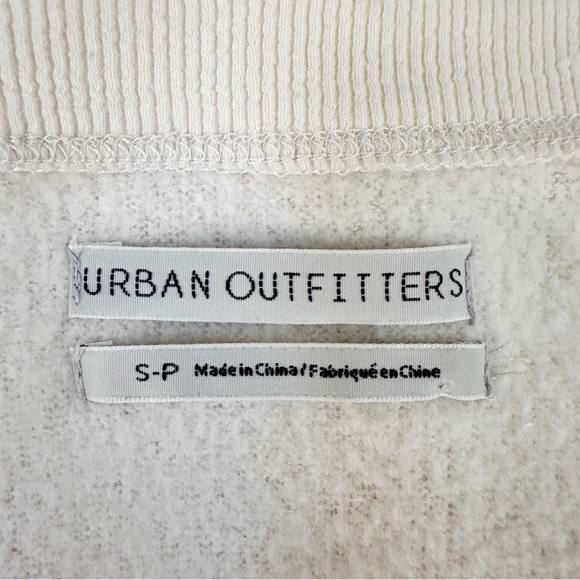 URBAN OUTFITTERS
S-P Made in China / Fabriqué en Chine